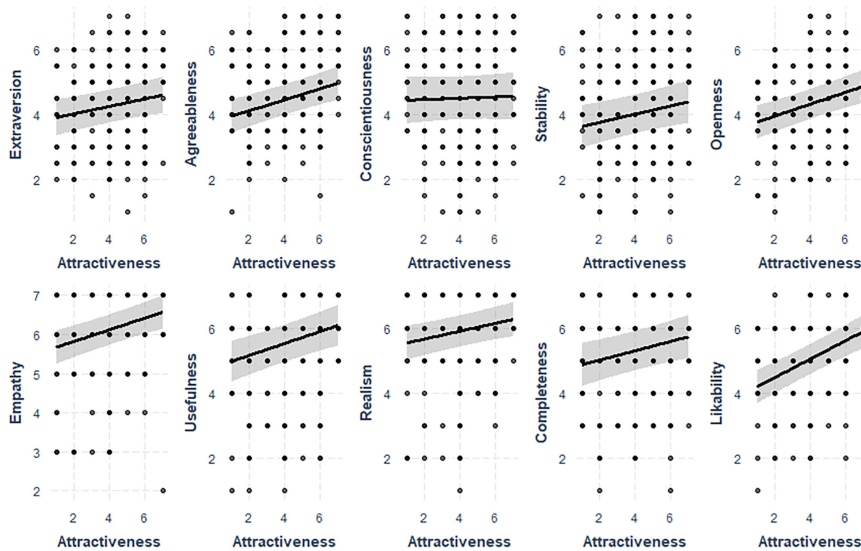 Extraversion
6
4
2
2 4 6
Attractiveness
Agreeableness
6
4
2
2 4 6
Attractiveness
Conscientiousness
6
4
2
2 4 6
Attractiveness
Stability
6
4
2
2 4 6
Attractiveness
Openness
6
4
2
2 4 6
Attractiveness
Empathy
7
6
5
4
3
2
2 4 6
Attractiveness
Usefulness
6
4
2
2 4 6
Attractiveness
Realism
6
4
2
2 4 6
Attractiveness
Completeness
6
4
2
2 4 6
Attractiveness
Likability
6
4
2
2 4 6
Attractiveness